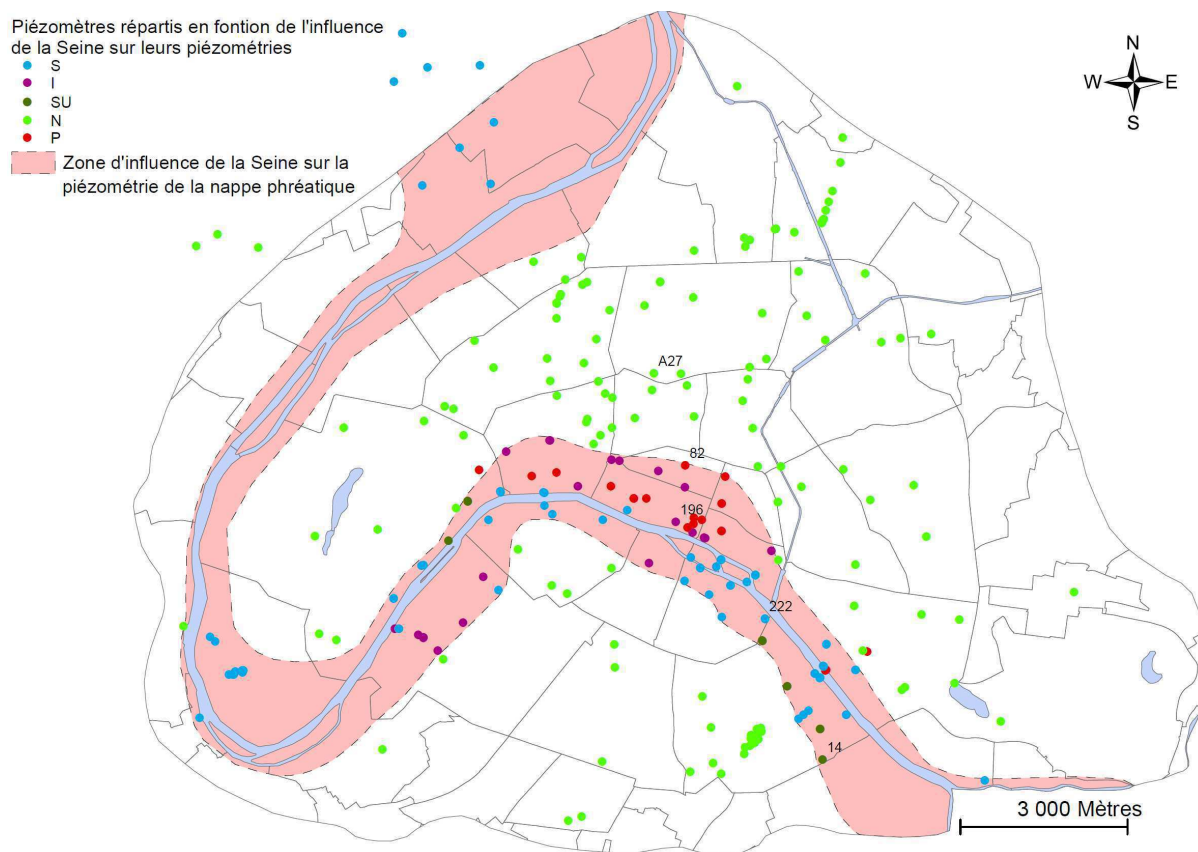 Piézomètres répartis en fontion de l'influence
de la Seine sur leurs piézométries
S
I
SU
N
P
Zone d'influence de la Seine sur la
piézométrie de la nappe phréatique
N
W E
S
A27
82
196
222
14
3 000 Mètres